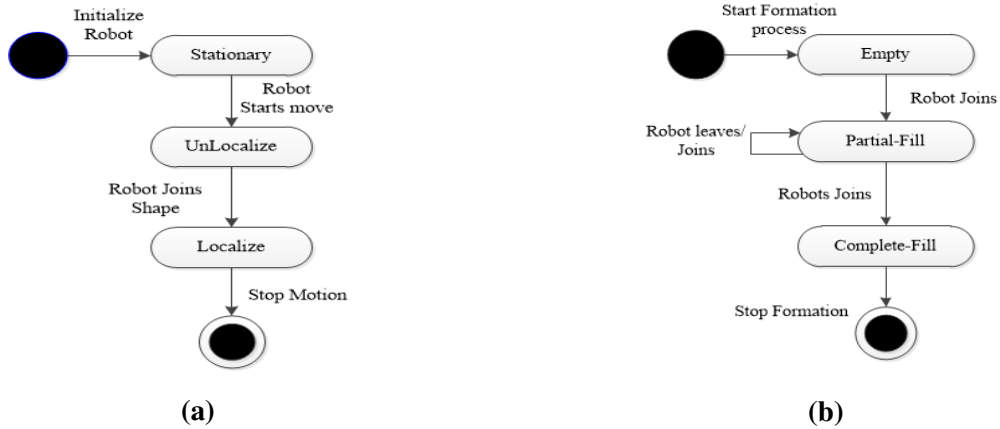 Initialize
Robot
Stationary
Robot
Starts move
UnLocalize
Robot Joins
Shape
Localize
Stop Motion
(a)
Start Formation
process
Empty
Robot Joins
Robot leaves/
Joins
Partial-Fill
Robots Joins
Complete-Fill
Stop Formation
(b)